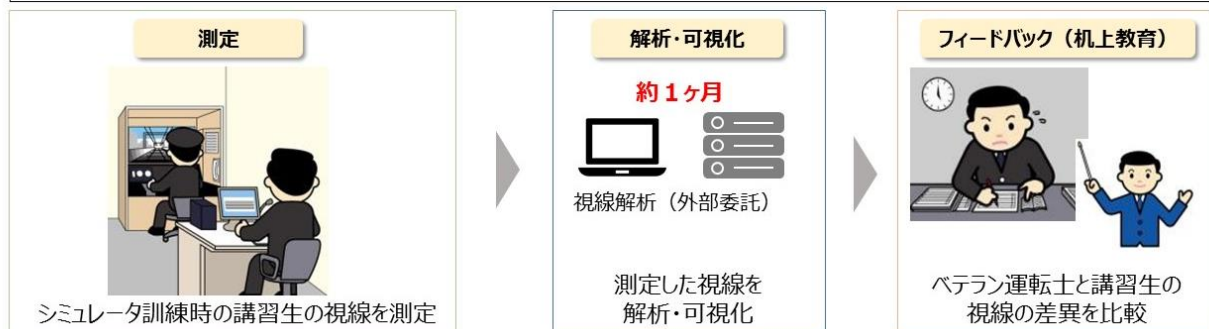 測定
シミュレータ訓練時の講習生の視線を測定
解析・可視化
約１ヶ月
視線解析（外部委託）
測定した視線を
解析・可視化
フィードバック（机上教育）
ベテラン運転士と講習生の
視線の差異を比較